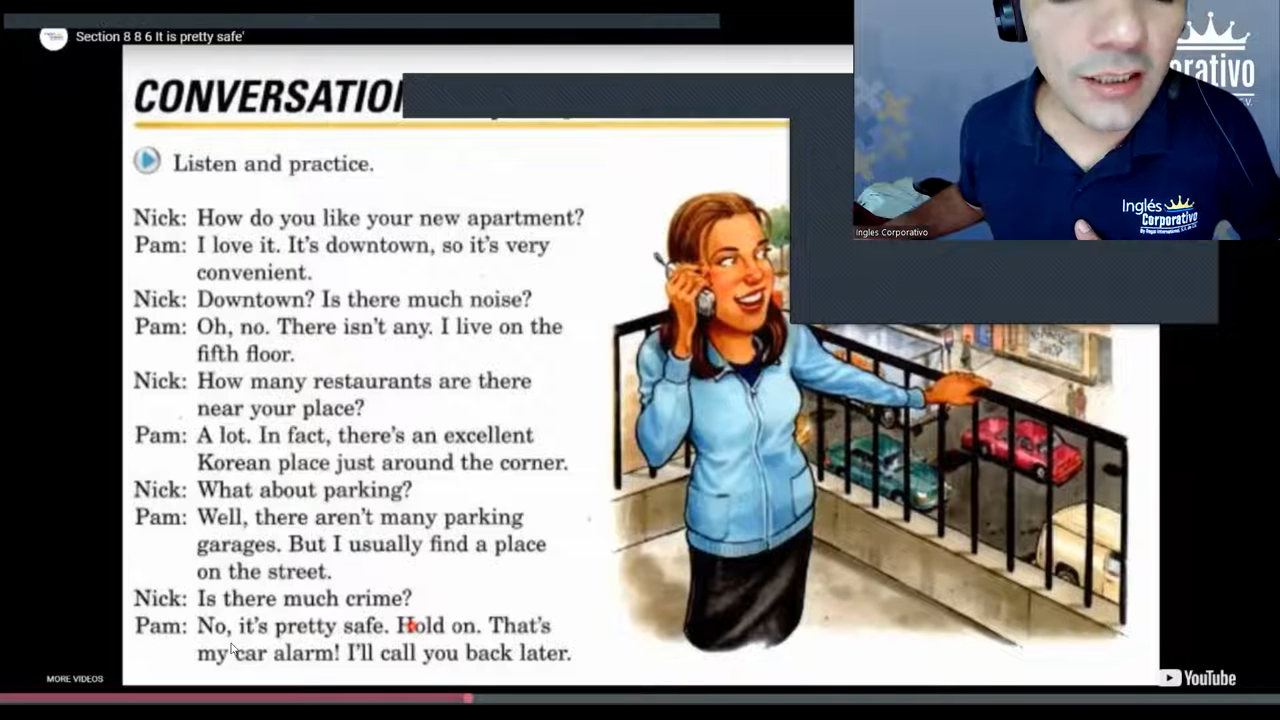 Section 8 8 6 It is pretty safe'
CONVERSATION
Listen and practice.
Nick: How do you like your new apartment?
Pam: I love it. It's downtown, so it's very
convenient.
Nick: Downtown? Is there much noise?
Pam: Oh, no. There isn't any. I live on the
fifth floor.
Nick: How many restaurants are there
near your place?
Pam: A lot. In fact, there's an excellent
Korean place just around the corner.
Nick: What about parking?
Pam: Well, there aren't many parking
garages. But I usually find a place
on the street.
Nick: Is there much crime?
Pam: No, it's pretty safe. Hold on. That's
my car alarm! I'll call you back later.
MORE VIDEOS
YouTube
orativo
Inglés
Corporativo
Ingles Corporativo